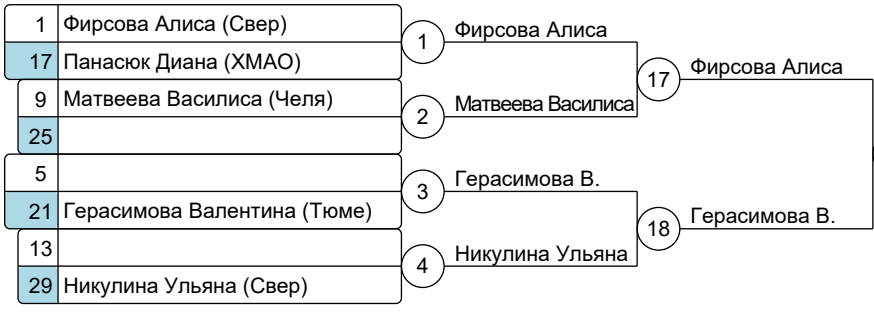 1 Фирсова Алиса (Свер)
17 Панасюк Диана (ХМАО)
1
Фирсова Алиса
9 Матвеева Василиса (Челя)
25
2
Матвеева Василиса
17
Фирсова Алиса
5
21 Герасимова Валентина (Тюме)
3
Герасимова В.
13
29 Никулина Ульяна (Свер)
4
Никулина Ульяна
18
Герасимова В.